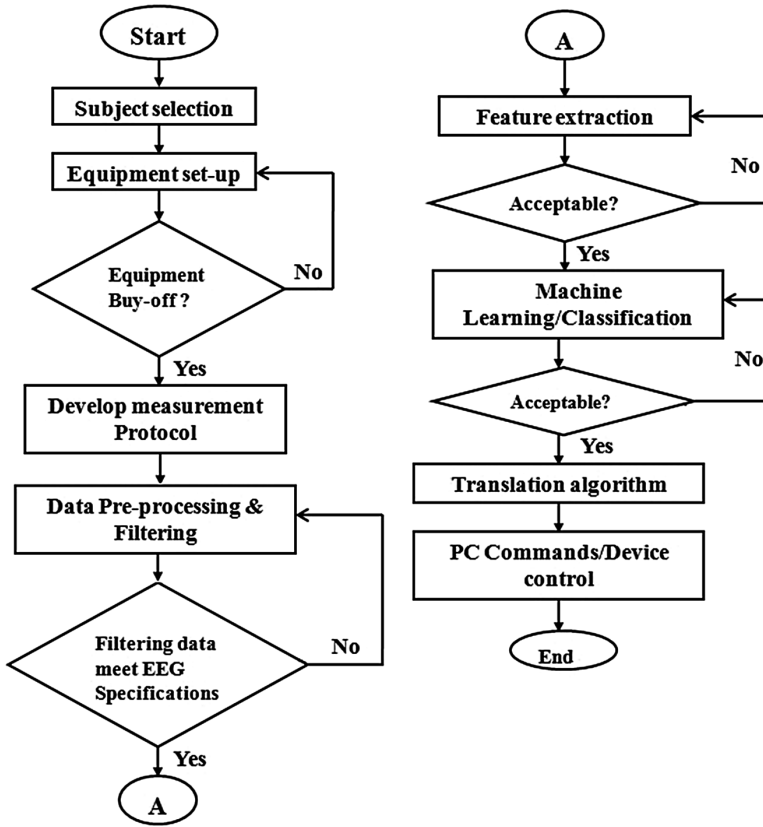 Start
Subject selection
Equipment set-up
Equipment
Buy-off ?
No
Yes
Develop measurement
Protocol
Data Pre-processing &
Filtering
Filtering data
meet EEG
Specifications
No
Yes
A
A
Feature extraction
No
Acceptable?
Yes
Machine
Learning/Classification
No
Acceptable?
Yes
Translation algorithm
PC Commands/Device
control
End